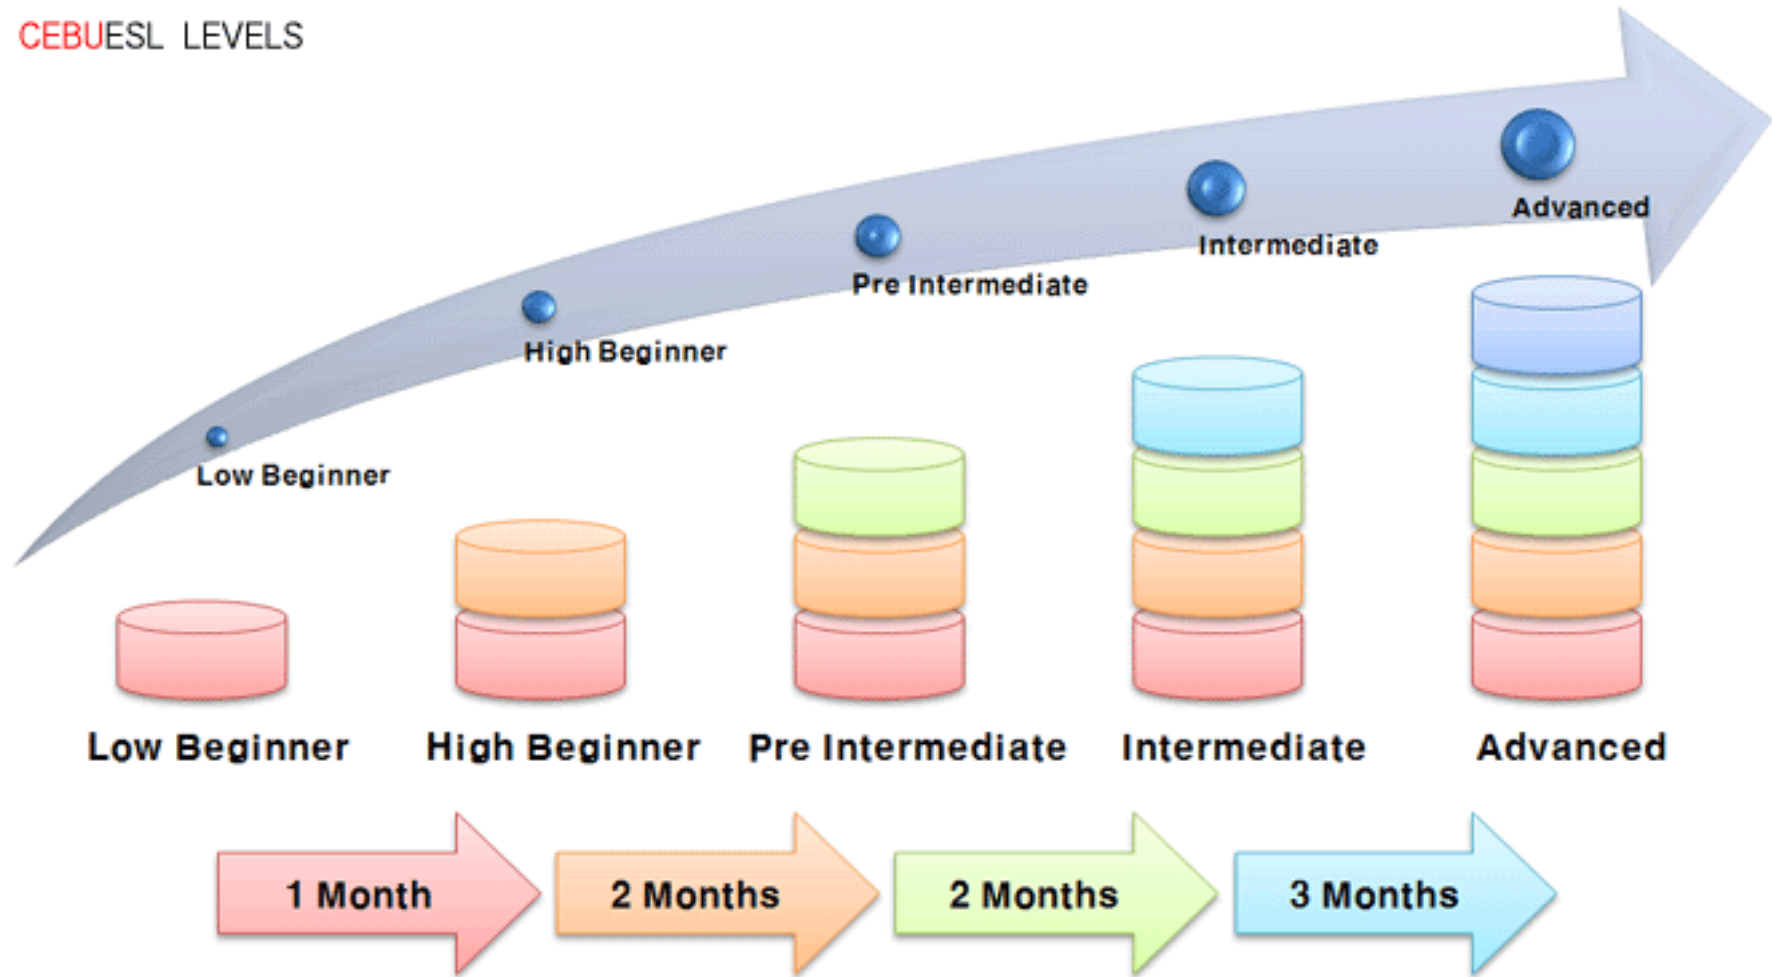 CEBUESL LEVELS
Advanced
Intermediate
Pre Intermediate
High Beginner
Low Beginner
Low Beginner
High Beginner
Pre Intermediate
Intermediate
Advanced
1 Month
2 Months
2 Months
3 Months